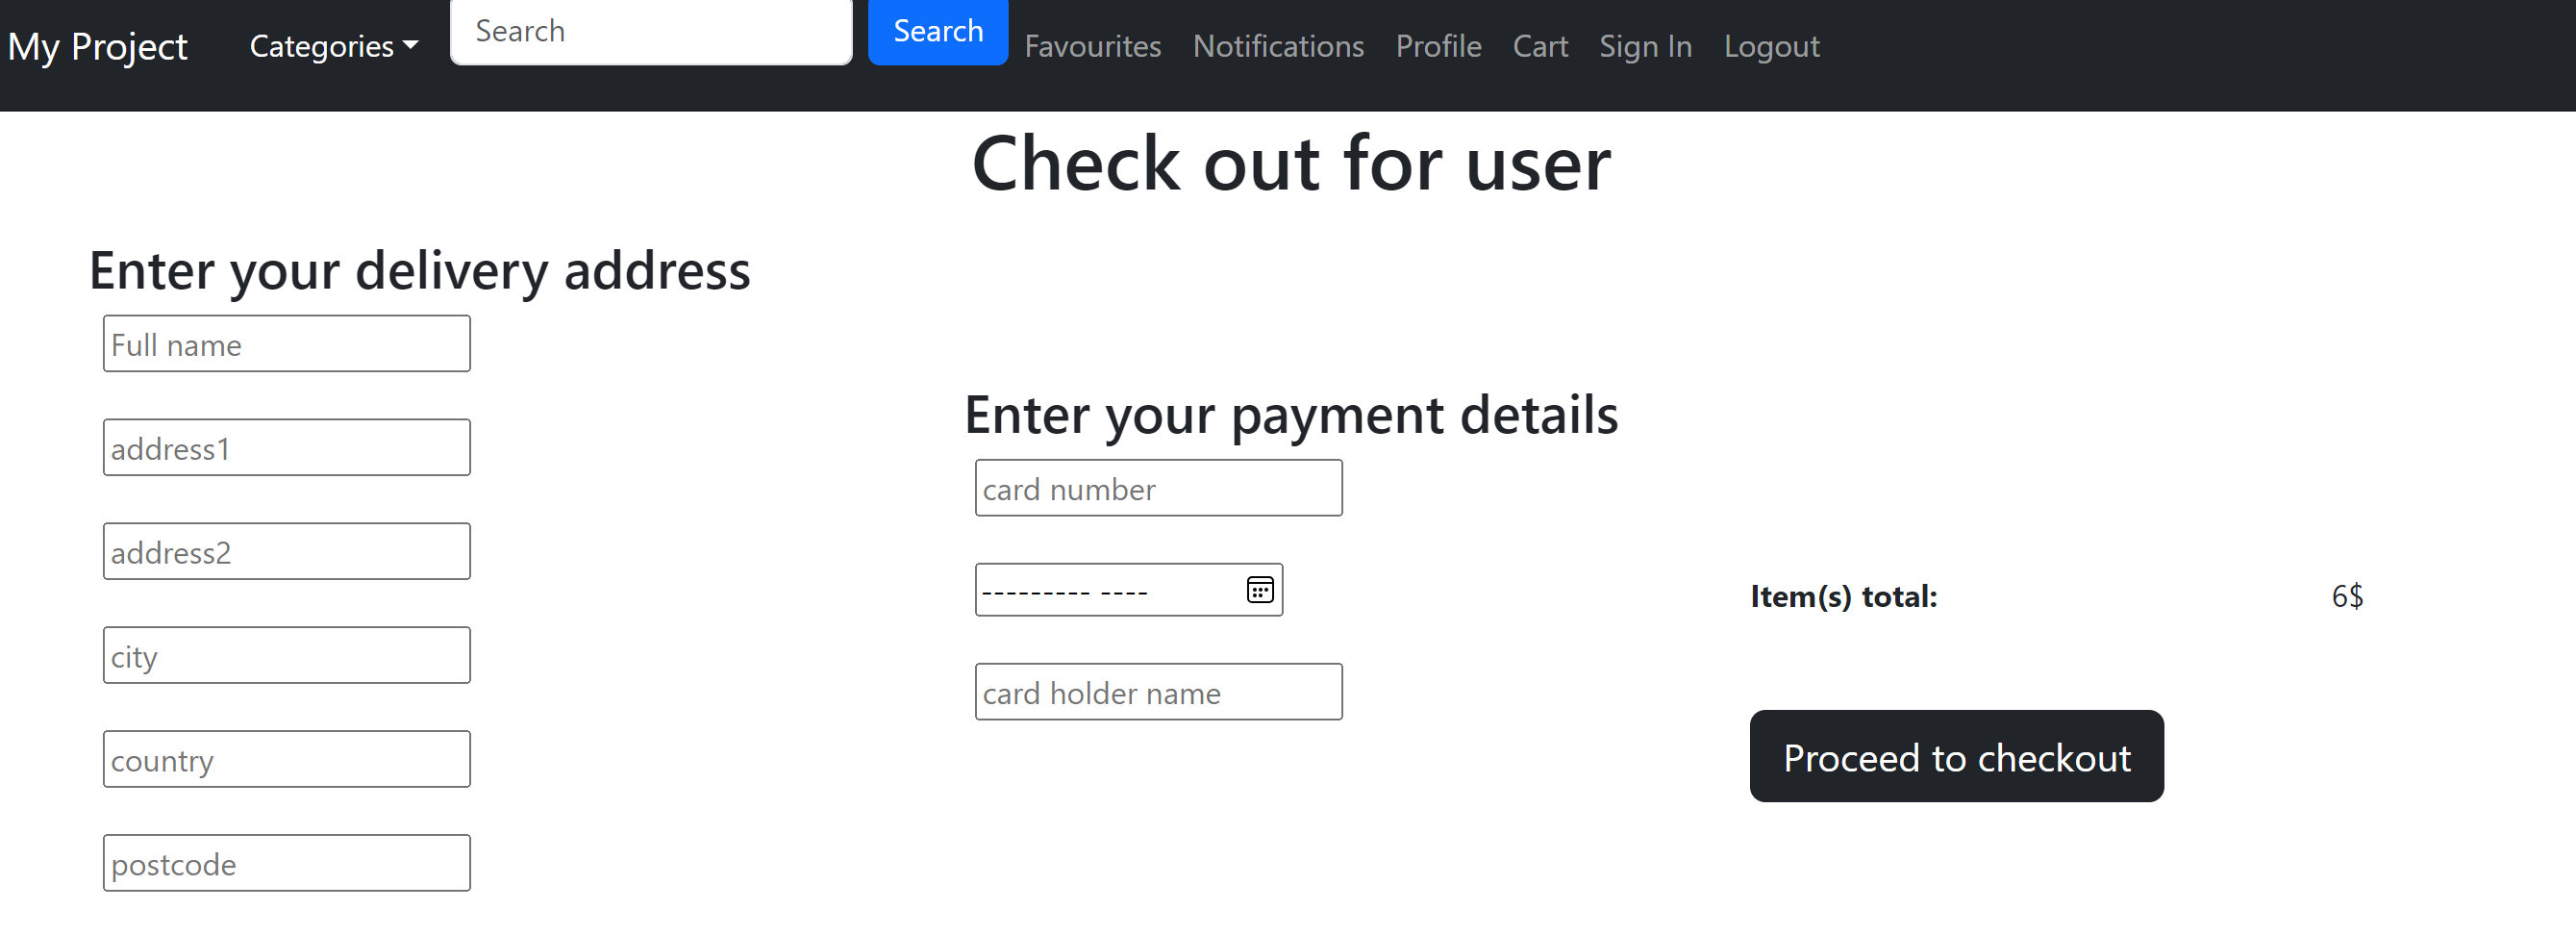 My Project Categories Search Search Favourites Notifications Profile Cart Sign In Logout
Check out for user
Enter your delivery address
Full name
address1
address2
city
country
postcode
Enter your payment details
card number
--------- ----
card holder name
Item(s) total: 6$
Proceed to checkout